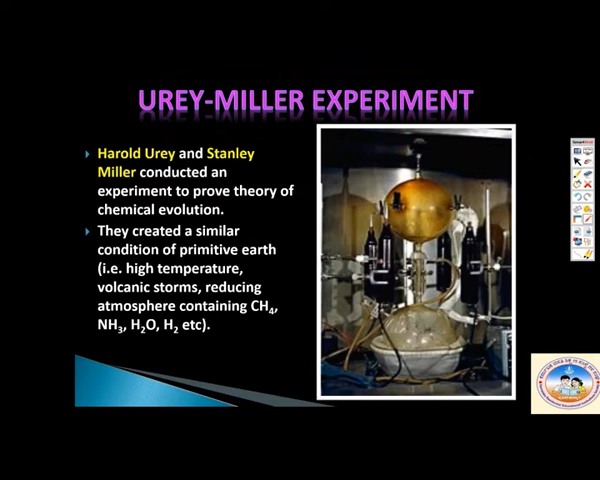 UREY-MILLER EXPERIMENT
Harold Urey and Stanley
Miller conducted an
experiment to prove theory of
chemical evolution.
They created a similar
condition of primitive earth
(i.e. high temperature,
volcanic storms, reducing
atmosphere containing CH₄,
NH₃, H₂O, H₂ etc).